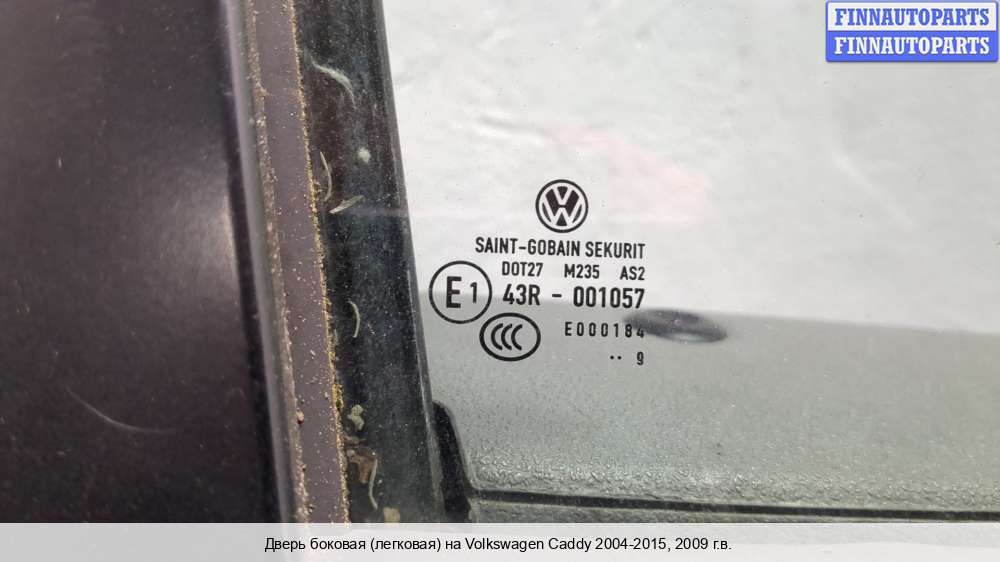 FINNAUTOPARTS
FINNAUTOPARTS
SAINT-GOBAIN SEKURIT
DOT27 M235 AS2
E1 43R - 001057
CCC E000184
·· 9
Дверь боковая (легковая) на Volkswagen Caddy 2004-2015, 2009 г.в.